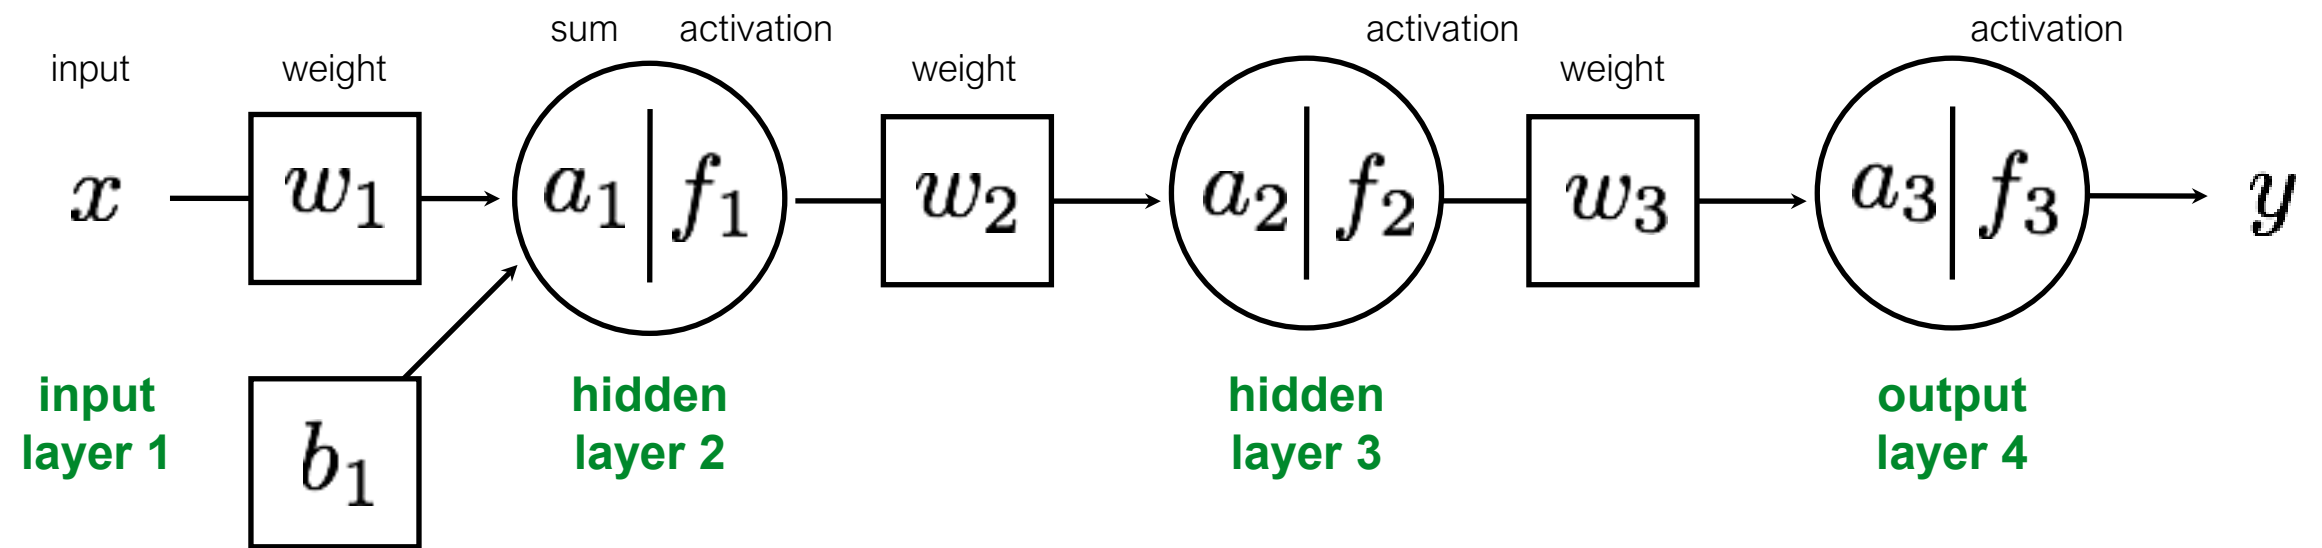 sum activation activation activation
input weight weight weight
x w₁ a₁ | f₁ w₂ a₂ | f₂ w₃ a₃ | f₃ y
input hidden hidden output
layer 1 layer 2 layer 3 layer 4
b₁